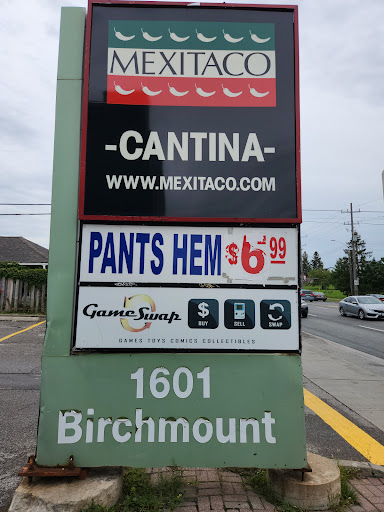 MEXITACO
-CANTINA-
WWW.MEXITACO.COM
PANTS HEM $6.99
GameSwap
BUY SELL SWAP
GAMES TOYS COMICS COLLECTIBLES
1601
Birchmount